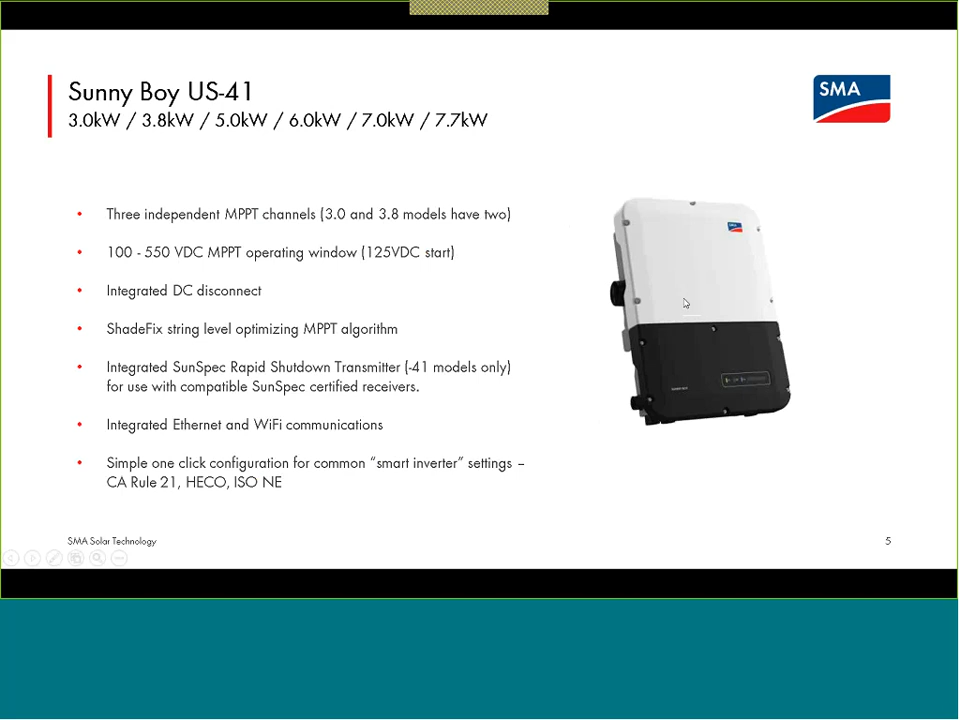 Sunny Boy US-41
3.0kW / 3.8kW / 5.0kW / 6.0kW / 7.0kW / 7.7kW
SMA
• Three independent MPPT channels (3.0 and 3.8 models have two)
• 100 - 550 VDC MPPT operating window (125VDC start)
• Integrated DC disconnect
• ShadeFix string level optimizing MPPT algorithm
• Integrated SunSpec Rapid Shutdown Transmitter (-41 models only)
for use with compatible SunSpec certified receivers.
• Integrated Ethernet and WiFi communications
• Simple one click configuration for common “smart inverter” settings –
CA Rule 21, HECO, ISO NE
SMA Solar Technology
5